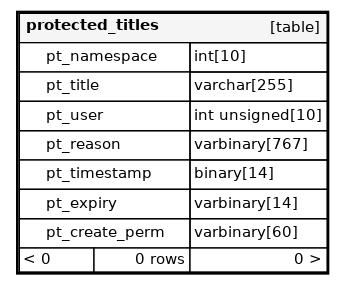 protected_titles [table]
pt_namespace int[10]
pt_title varchar[255]
pt_user int unsigned[10]
pt_reason varbinary[767]
pt_timestamp binary[14]
pt_expiry varbinary[14]
pt_create_perm varbinary[60]
< 0 0 rows 0 >